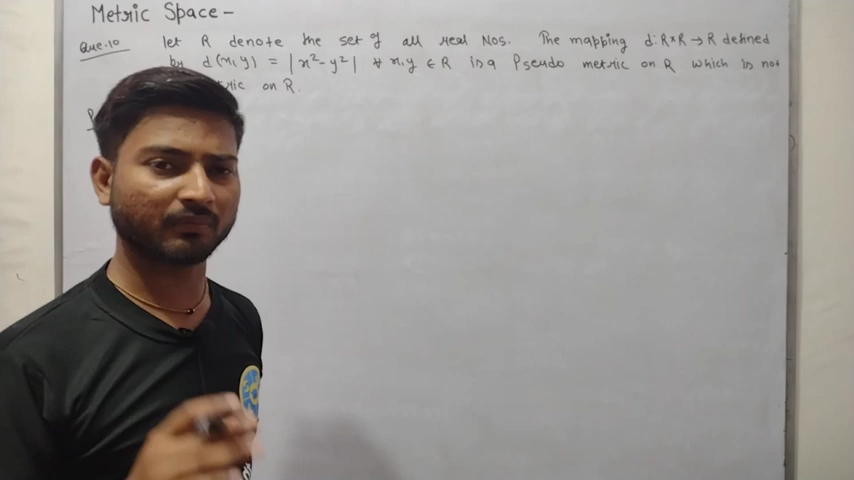 Metric Space -
Que.10 let R denote the set of all real Nos. The mapping d: R×R → R defined
by d(x,y) = |x²-y²| ∀ x,y ∈ R is a Pseudo metric on R which is not
on R.